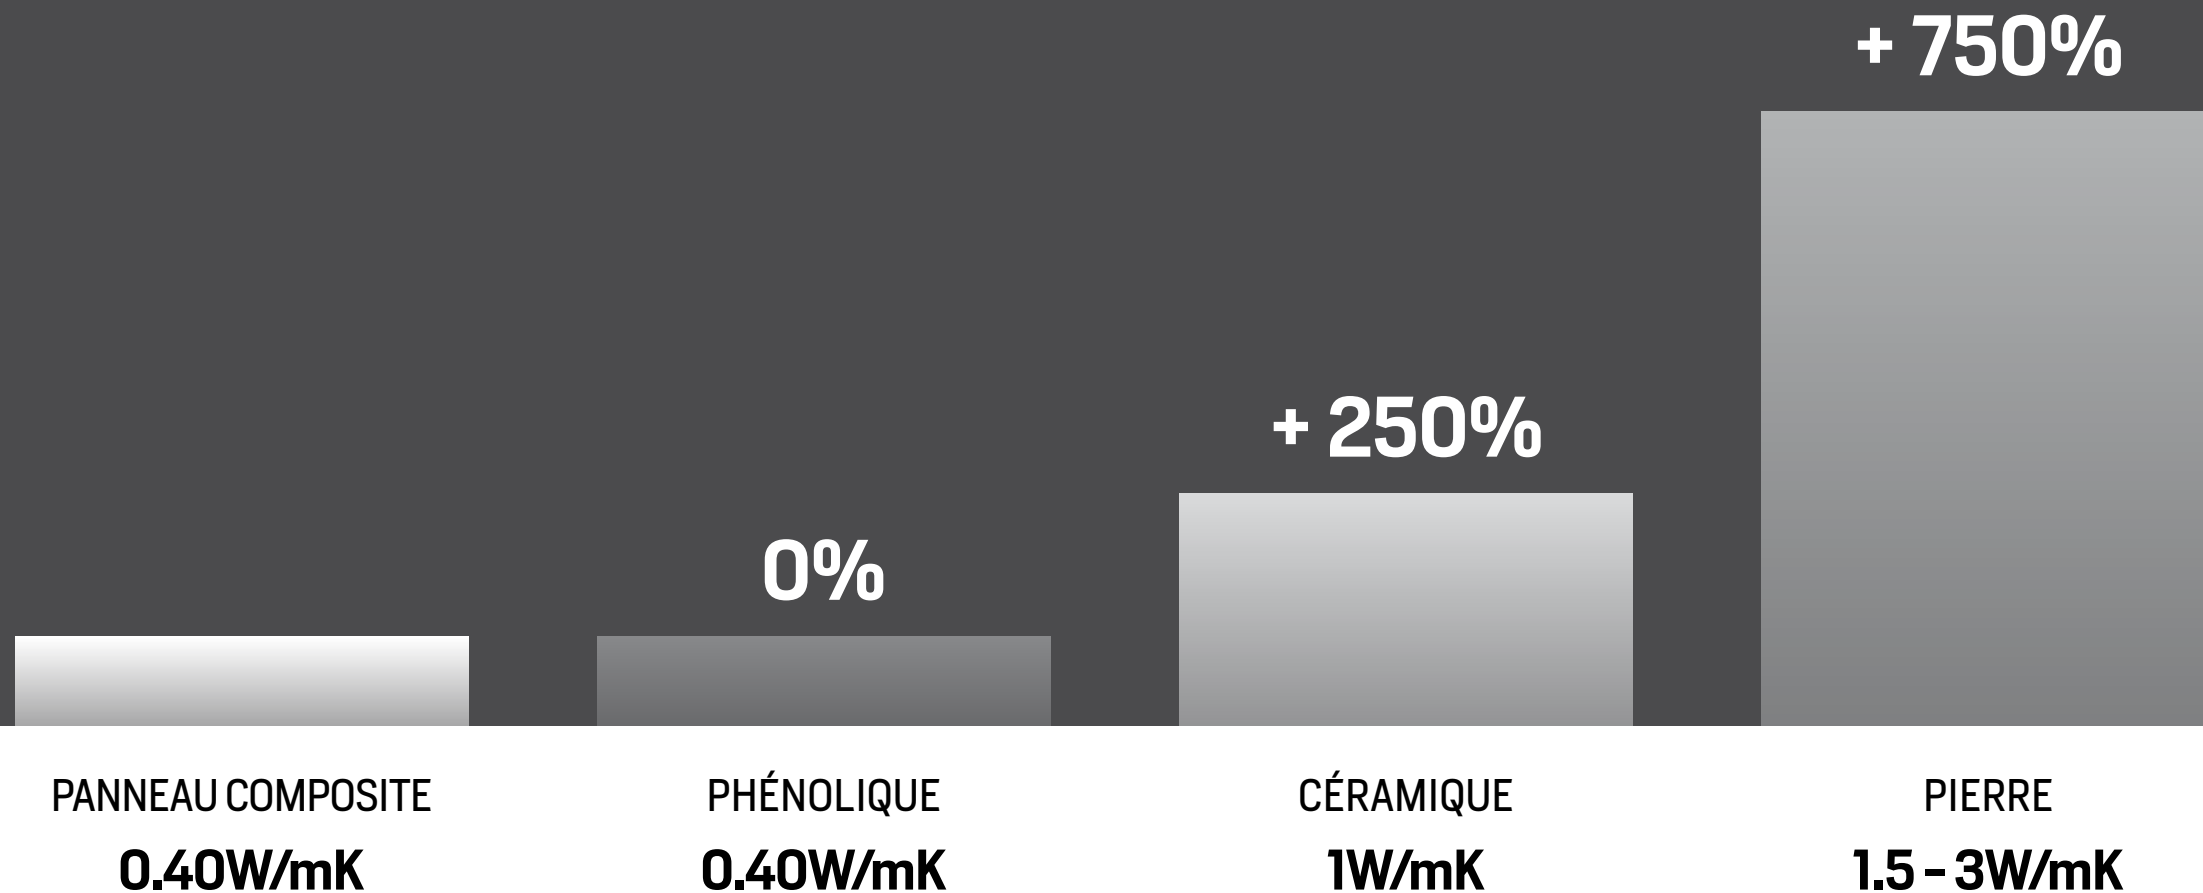 + 750%
+ 250%
0%
PANNEAU COMPOSITE
0.40W/mK
PHÉNOLIQUE
0.40W/mK
CÉRAMIQUE
1W/mK
PIERRE
1.5 - 3W/mK